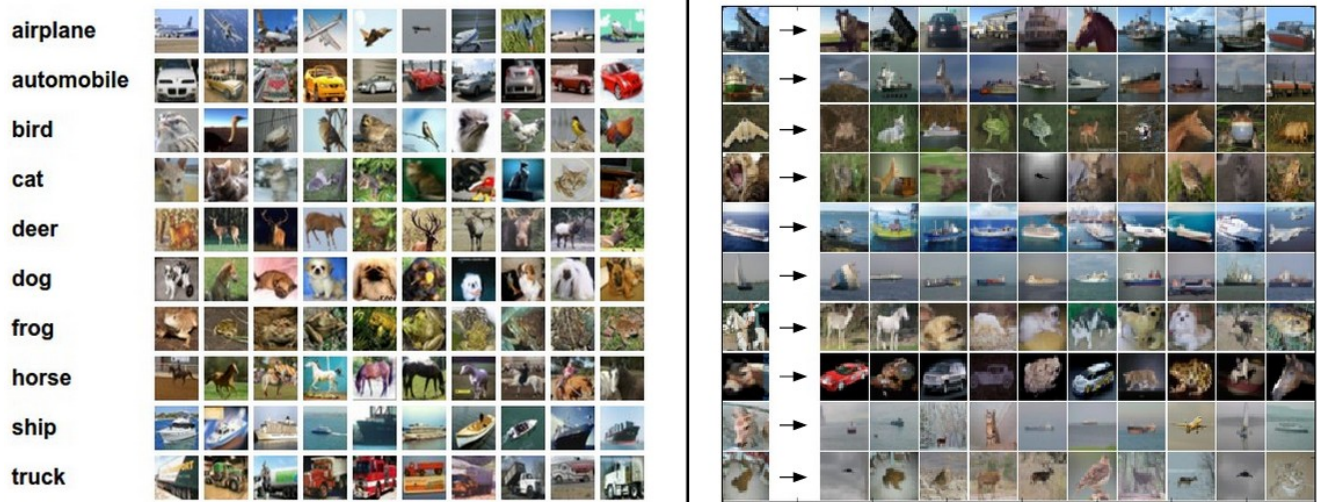 airplane
automobile
bird
cat
deer
dog
frog
horse
ship
truck